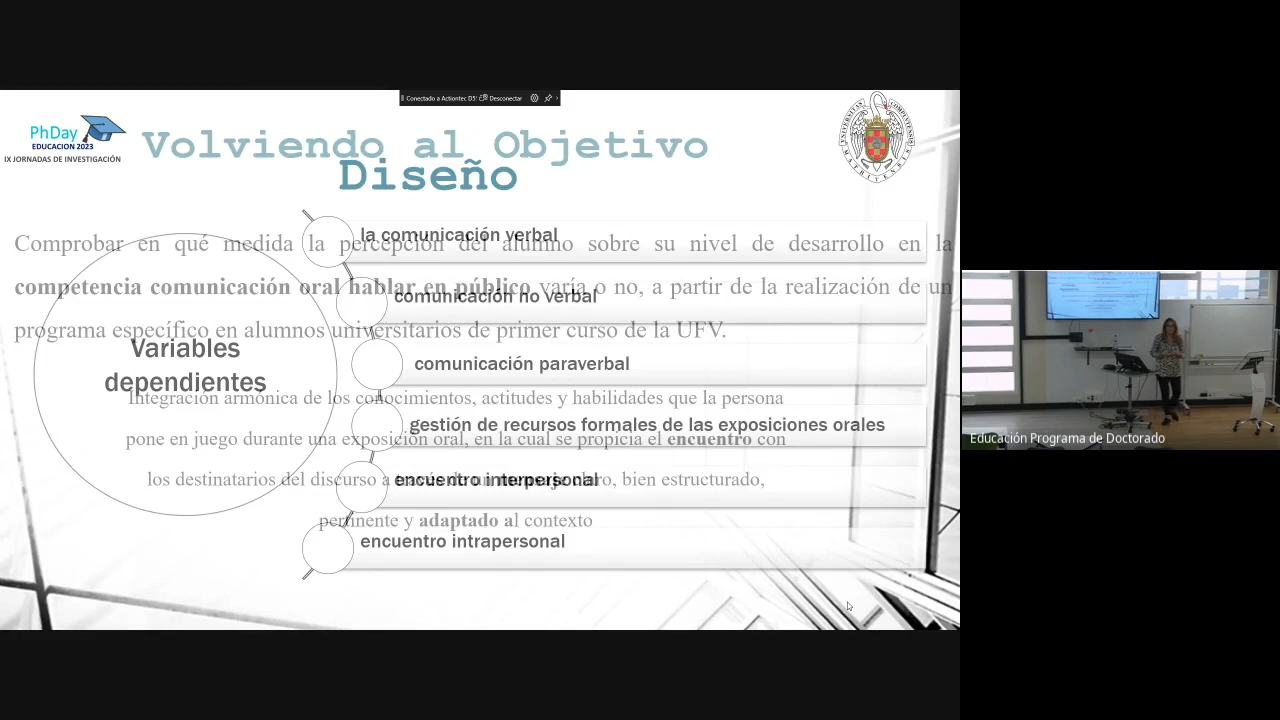 Conectado a Actiontec DS' Desconectar
PhDay
EDUCACION 2023
IX JORNADAS DE INVESTIGACIÓN
Volviendo al Objetivo
Diseño
la comunicación verbal
Comprobar en qué medida la percepción del alumno sobre su nivel de desarrollo en la
competencia comunicación oral hablar en público varía o no, a partir de la realización de un
comunicación no verbal
programa específico en alumnos universitarios de primer curso de la UFV.
Variables
dependientes
comunicación paraverbal
Integración armónica de los conocimientos, actitudes y habilidades que la persona
gestión de recursos formales de las exposiciones orales
pone en juego durante una exposición oral, en la cual se propicia el encuentro con
encuentro interpersonal
los destinatarios del discurso a claro, bien estructurado,
pertinente y adaptado al contexto
encuentro intrapersonal
Educación Programa de Doctorado